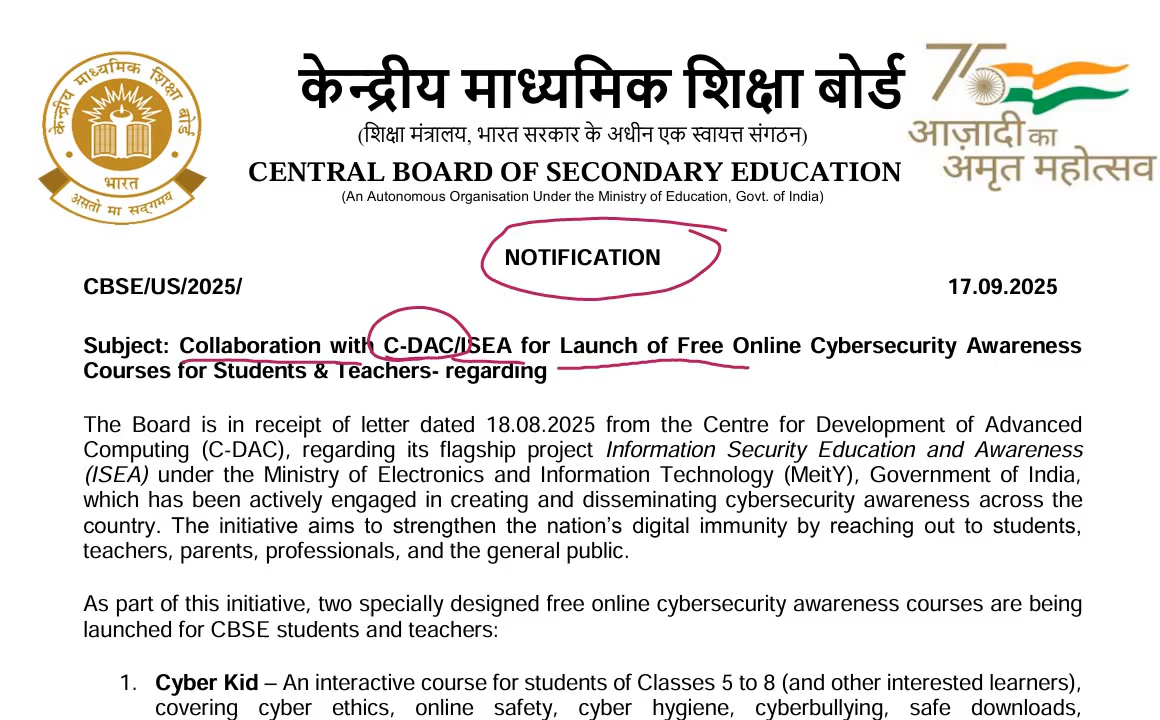 केन्द्रीय माध्यमिक शिक्षा बोर्ड
भारत
असतो मा सद्गमय
केन्द्रीय माध्यमिक शिक्षा बोर्ड
(शिक्षा मंत्रालय, भारत सरकार के अधीन एक स्वायत्त संगठन)
CENTRAL BOARD OF SECONDARY EDUCATION
(An Autonomous Organisation Under the Ministry of Education, Govt. of India)
75
आज़ादी का
अमृत महोत्सव
NOTIFICATION
CBSE/US/2025/ 17.09.2025
Subject: Collaboration with C-DAC/ISEA for Launch of Free Online Cybersecurity Awareness
Courses for Students & Teachers- regarding
The Board is in receipt of letter dated 18.08.2025 from the Centre for Development of Advanced
Computing (C-DAC), regarding its flagship project Information Security Education and Awareness
(ISEA) under the Ministry of Electronics and Information Technology (MeitY), Government of India,
which has been actively engaged in creating and disseminating cybersecurity awareness across the
country. The initiative aims to strengthen the nation’s digital immunity by reaching out to students,
teachers, parents, professionals, and the general public.
As part of this initiative, two specially designed free online cybersecurity awareness courses are being
launched for CBSE students and teachers:
1. Cyber Kid – An interactive course for students of Classes 5 to 8 (and other interested learners),
covering cyber ethics, online safety, cyber hygiene, cyberbullying, safe downloads,